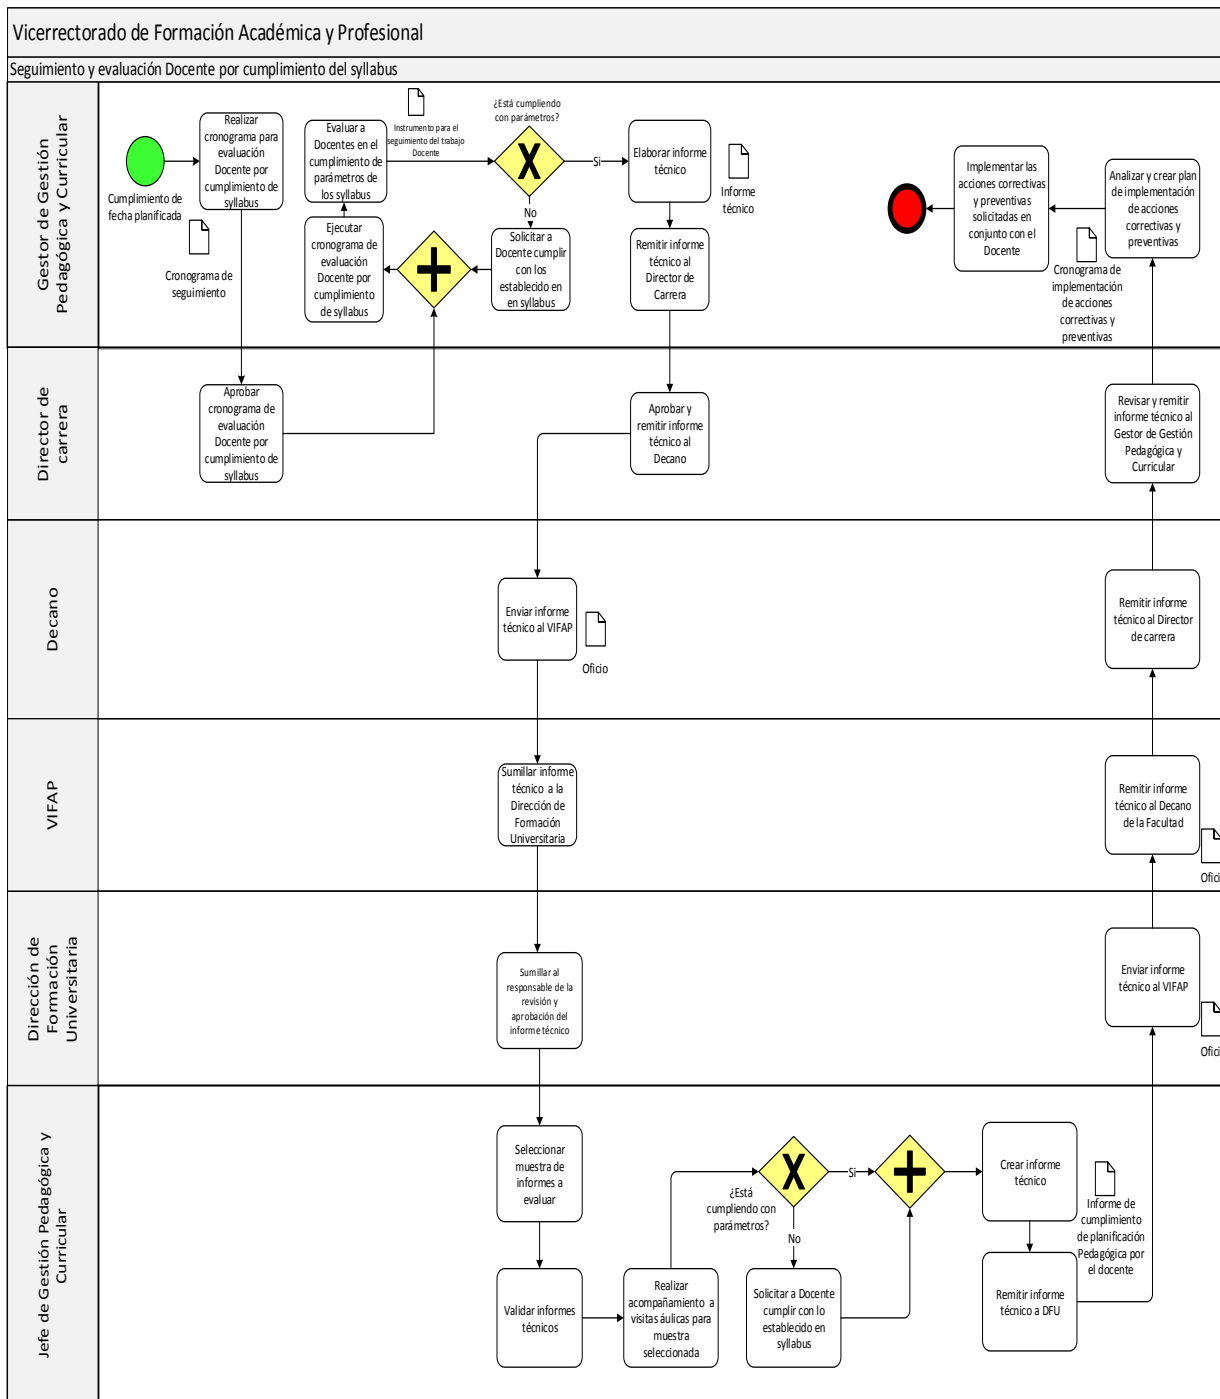 Vicerrectorado de Formación Académica y Profesional
Seguimiento y evaluación Docente por cumplimiento del syllabus
Gestor de Gestión
Pedagógica y Curricular
Cumplimiento de
fecha planificada
Realizar
cronograma para
evaluación
Docente por
cumplimiento de
syllabus
Cronograma de
seguimiento
Evaluar a
Docentes en el
cumplimiento de
parámetros de
los syllabus
Instrumento para el
seguimiento del trabajo
Docente
¿Está cumpliendo
con parámetros?
Si
No
Ejecutar
cronograma de
evaluación
Docente por
cumplimiento
de syllabus
Solicitar a
Docente cumplir
con los
establecido en
en syllabus
Elaborar informe
técnico
Informe
técnico
Remitir informe
técnico al
Director de
Carrera
Implementar las
acciones correctivas
y preventivas
solicitadas en
conjunto con el
Docente
Cronograma de
implementación
de acciones
correctivas y
preventivas
Analizar y crear plan
de implementación
de acciones
correctivas y
preventivas
Director de
carrera
Aprobar
cronograma de
evaluación
Docente por
cumplimiento de
syllabus
Aprobar y
remitir informe
técnico al
Decano
Revisar y remitir
informe técnico al
Gestor de Gestión
Pedagógica y
Curricular
Decano
Enviar informe
técnico al VIFAP
Oficio
Remitir informe
técnico al Director
de carrera
VIFAP
Sumillar informe
técnico a la
Dirección de
Formación
Universitaria
Remitir informe
técnico al Decano
de la Facultad
Ofici
Dirección de
Formación
Universitaria
Sumillar al
responsable de la
revisión y
aprobación del
informe técnico
Enviar informe
técnico al VIFAP
Ofici
Jefe de Gestión Pedagógica y
Curricular
Seleccionar
muestra de
informes a
evaluar
Validar informes
técnicos
Realizar
acompañamiento a
visitas áulicas para
muestra
seleccionada
¿Está
cumpliendo con
parámetros?
Si
No
Solicitar a Docente
cumplir con lo
establecido en
syllabus
Crear informe
técnico
Informe de
cumplimiento
de planificación
Pedagógica por
el docente
Remitir informe
técnico a DFU